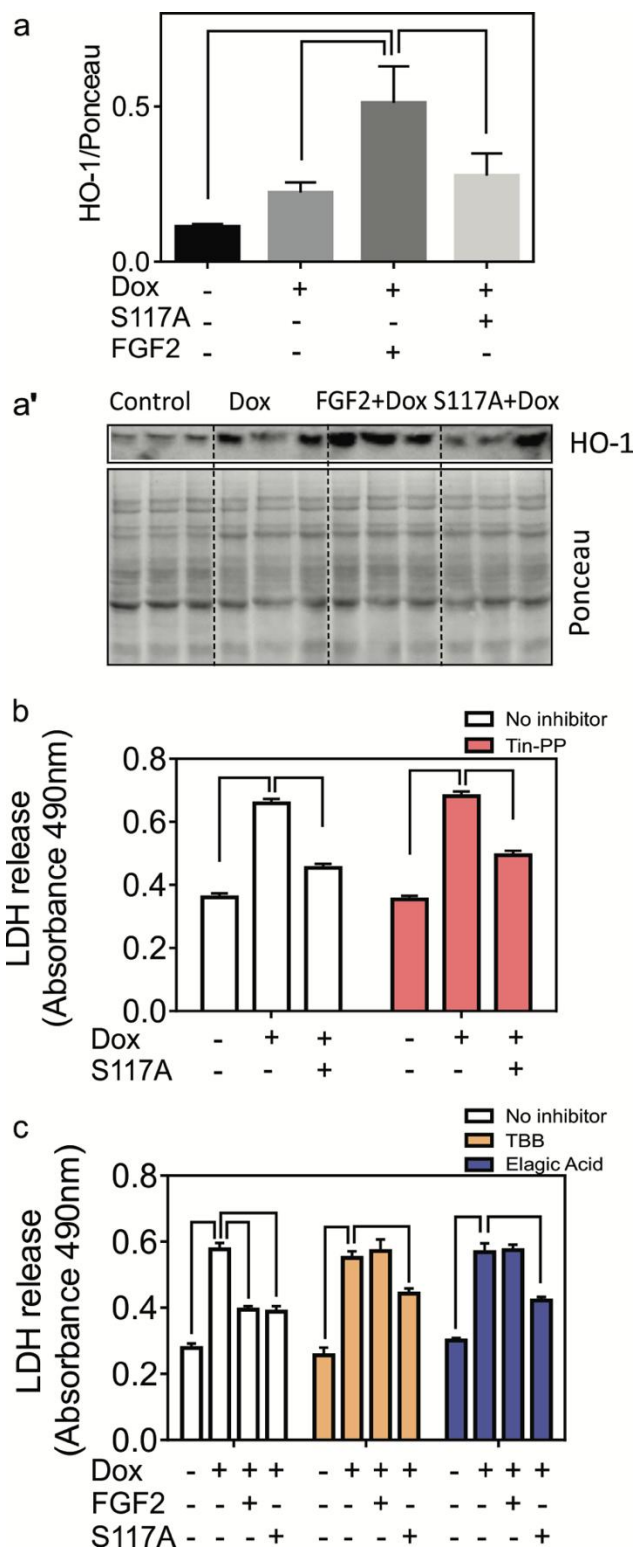 a
HO-1/Ponceau
0.5
0.0
Dox - + + +
S117A - - - +
FGF2 - - + -
a'
Control Dox FGF2+Dox S117A+Dox
HO-1
Ponceau
b
No inhibitor
Tin-PP
LDH release
(Absorbance 490nm)
0.8
0.6
0.4
0.2
0.0
Dox - + + - + +
S117A - - + - - +
c
No inhibitor
TBB
Elagic Acid
LDH release
(Absorbance 490nm)
0.8
0.6
0.4
0.2
0.0
Dox - + + + - + + + - + + +
FGF2 - - + - - - + - - - + -
S117A - - - + - - - + - - - +